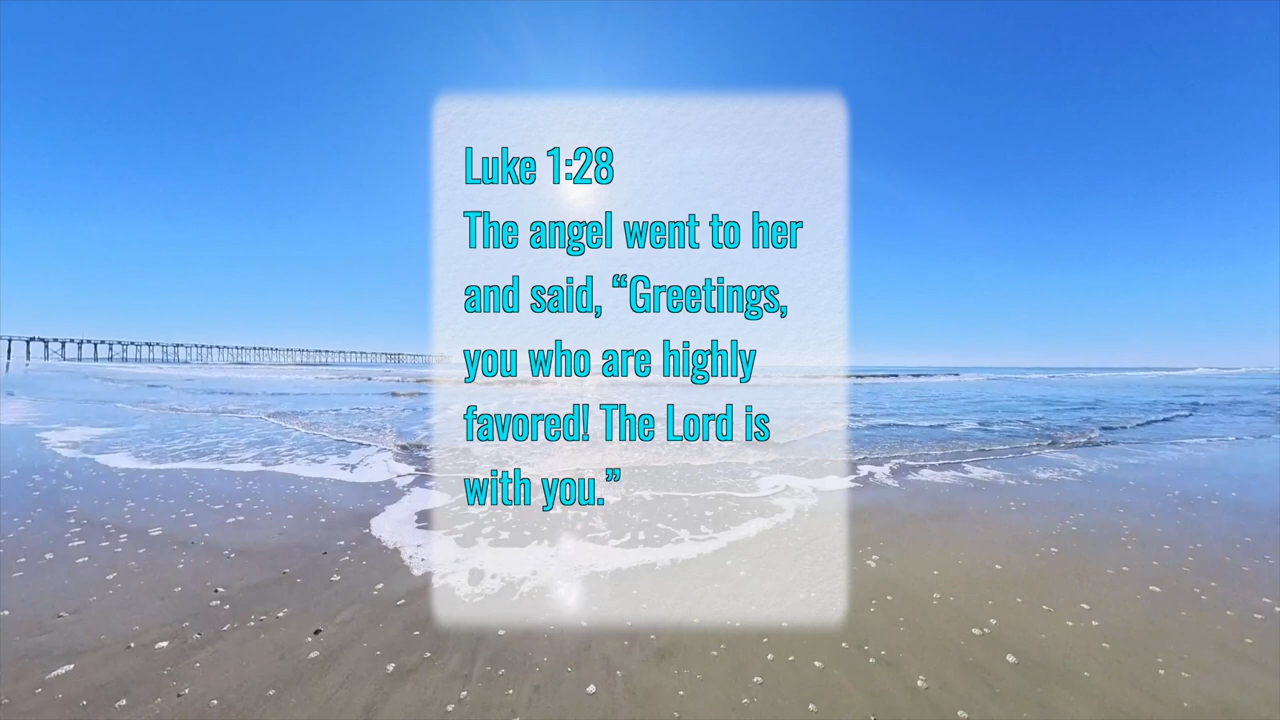 Luke 1:28
The angel went to her
and said, “Greetings,
you who are highly
favored! The Lord is
with you.”